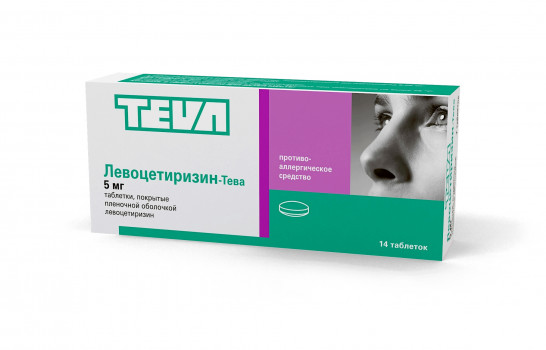 TEVA
Левоцетиризин-Тева
5 мг
таблетки, покрытые
пленочной оболочкой
левоцетиризин
противо-
аллергическое
средство
14 таблеток